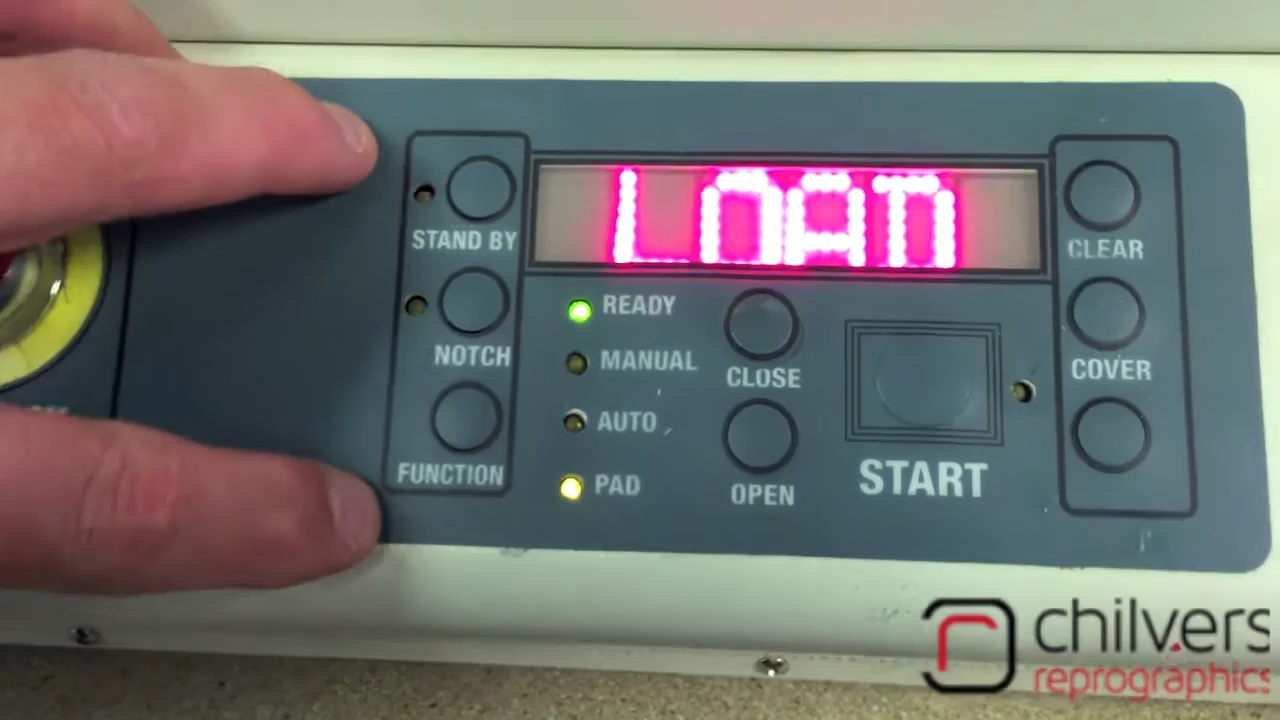 LOAD
STAND BY
NOTCH
FUNCTION
READY
MANUAL
AUTO
PAD
CLOSE
OPEN
START
CLEAR
COVER
chilvers
reprographics